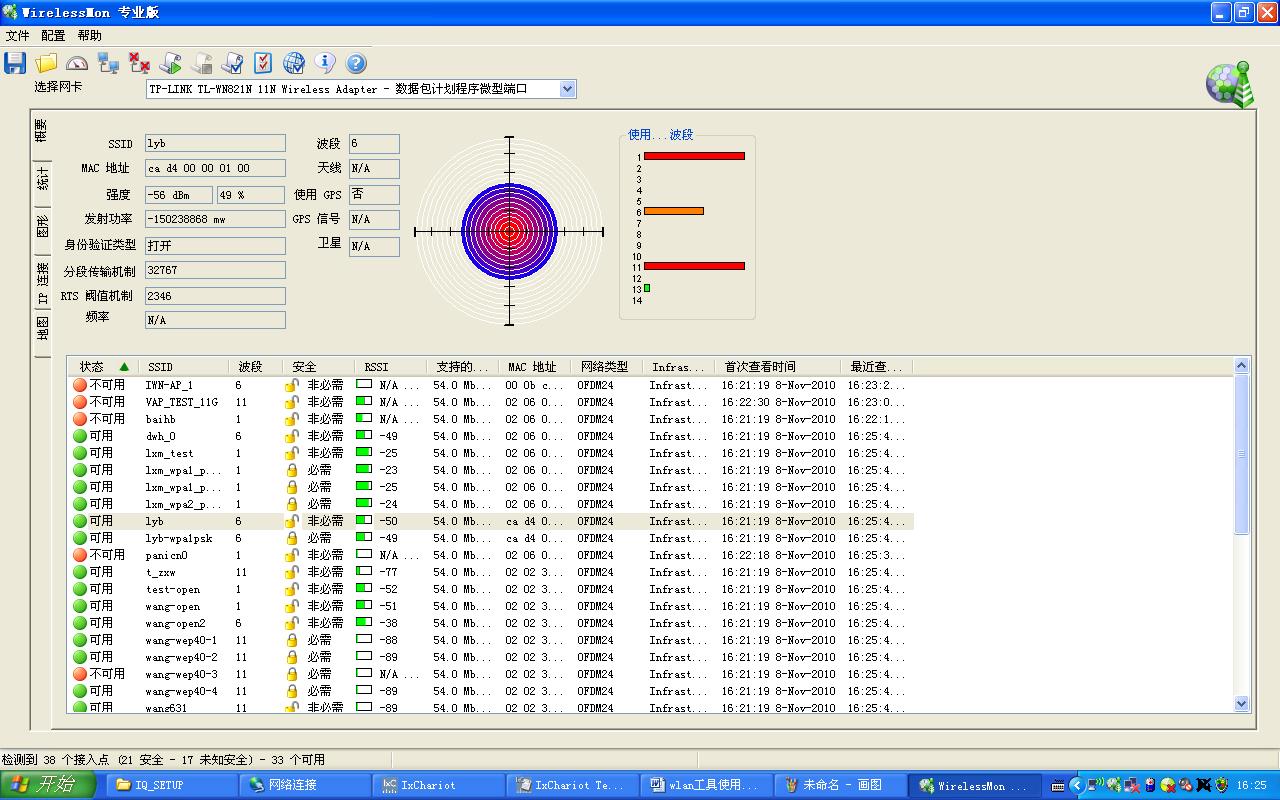 WirelessMon 专业版
文件 配置 帮助
选择网卡 TP-LINK TL-WN821N 11N Wireless Adapter - 数据包计划程序微型端口
概要
统计
图形
IP 连接
地图
SSID lyb 波段 6
MAC 地址 ca d4 00 00 01 00 天线 N/A
强度 -56 dBm 49 % 使用 GPS 否
发射功率 -150238868 mw GPS 信号 N/A
身份验证类型 打开 卫星 N/A
分段传输机制 32767
RTS 阈值机制 2346
频率 N/A
使用...波段
1
2
3
4
5
6
7
8
9
10
11
12
13
14
状态 SSID 波段 安全 RSSI 支持的... MAC 地址 网络类型 Infras... 首次查看时间 最近查...
不可用 IWN-AP_1 6 非必需 N/A ... 54.0 Mb... 00 0b c... OFDM24 Infrast... 16:21:19 8-Nov-2010 16:23:2...
不可用 VAP_TEST_11G 11 非必需 N/A ... 54.0 Mb... 02 06 0... OFDM24 Infrast... 16:22:30 8-Nov-2010 16:23:0...
不可用 baihb 1 非必需 N/A ... 54.0 Mb... 02 06 0... OFDM24 Infrast... 16:21:19 8-Nov-2010 16:22:1...
可用 dwh_0 6 非必需 -49 54.0 Mb... 02 06 0... OFDM24 Infrast... 16:21:19 8-Nov-2010 16:25:4...
可用 lxm_test 1 非必需 -25 54.0 Mb... 02 06 0... OFDM24 Infrast... 16:21:19 8-Nov-2010 16:25:4...
可用 lxm_wpa1_p... 1 必需 -23 54.0 Mb... 02 06 0... OFDM24 Infrast... 16:21:19 8-Nov-2010 16:25:4...
可用 lxm_wpa1_p... 1 必需 -25 54.0 Mb... 02 06 0... OFDM24 Infrast... 16:21:19 8-Nov-2010 16:25:4...
可用 lxm_wpa2_p... 1 必需 -24 54.0 Mb... 02 06 0... OFDM24 Infrast... 16:21:19 8-Nov-2010 16:25:4...
可用 lyb 6 非必需 -50 54.0 Mb... ca d4 0... OFDM24 Infrast... 16:21:19 8-Nov-2010 16:25:4...
可用 lyb-wpa1psk 6 必需 -49 54.0 Mb... ca d4 0... OFDM24 Infrast... 16:21:19 8-Nov-2010 16:25:4...
不可用 panicn0 1 非必需 N/A ... 54.0 Mb... 02 06 0... OFDM24 Infrast... 16:22:18 8-Nov-2010 16:25:3...
可用 t_zxw 11 非必需 -77 54.0 Mb... 02 02 3... OFDM24 Infrast... 16:21:19 8-Nov-2010 16:25:4...
可用 test-open 1 非必需 -52 54.0 Mb... 02 02 3... OFDM24 Infrast... 16:21:19 8-Nov-2010 16:25:4...
可用 wang-open 1 非必需 -51 54.0 Mb... 02 02 3... OFDM24 Infrast... 16:21:19 8-Nov-2010 16:25:4...
可用 wang-open2 6 非必需 -38 54.0 Mb... 02 02 3... OFDM24 Infrast... 16:21:19 8-Nov-2010 16:25:4...
可用 wang-wep40-1 11 必需 -88 54.0 Mb... 02 02 3... OFDM24 Infrast... 16:21:19 8-Nov-2010 16:25:4...
可用 wang-wep40-2 11 必需 -89 54.0 Mb... 02 02 3... OFDM24 Infrast... 16:21:19 8-Nov-2010 16:25:4...
不可用 wang-wep40-3 11 必需 N/A ... 54.0 Mb... 02 02 3... OFDM24 Infrast... 16:21:19 8-Nov-2010 16:25:4...
可用 wang-wep40-4 11 必需 -89 54.0 Mb... 02 02 3... OFDM24 Infrast... 16:21:19 8-Nov-2010 16:25:4...
可用 wang631 11 非必需 -89 54.0 Mb... 02 02 3... OFDM24 Infrast... 16:21:19 8-Nov-2010 16:25:4...
检测到 38 个接入点 (21 安全 - 17 未知安全) - 33 个可用
开始 IQ_SETUP 网络连接 IxChariot IxChariot Te... wlan工具使用... 未命名 - 画图 WirelessMon ... 16:25